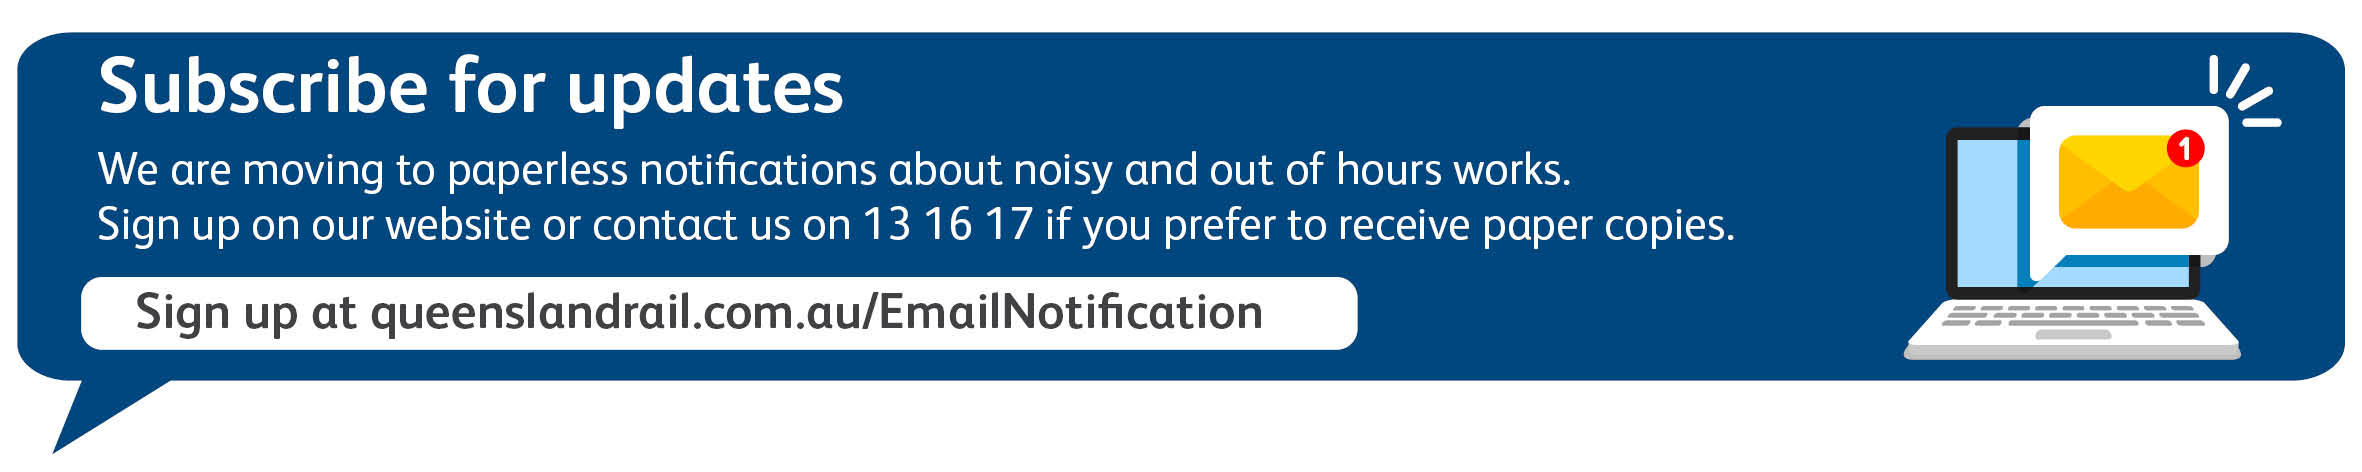 Subscribe for updates
We are moving to paperless notifications about noisy and out of hours works.
Sign up on our website or contact us on 13 16 17 if you prefer to receive paper copies.
Sign up at queenslandrail.com.au/EmailNotification
1